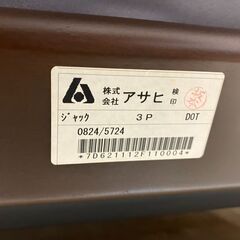 株式会社 アサヒ 検印
ジャック 3P DOT
0824/5724
*7D621112F110004*